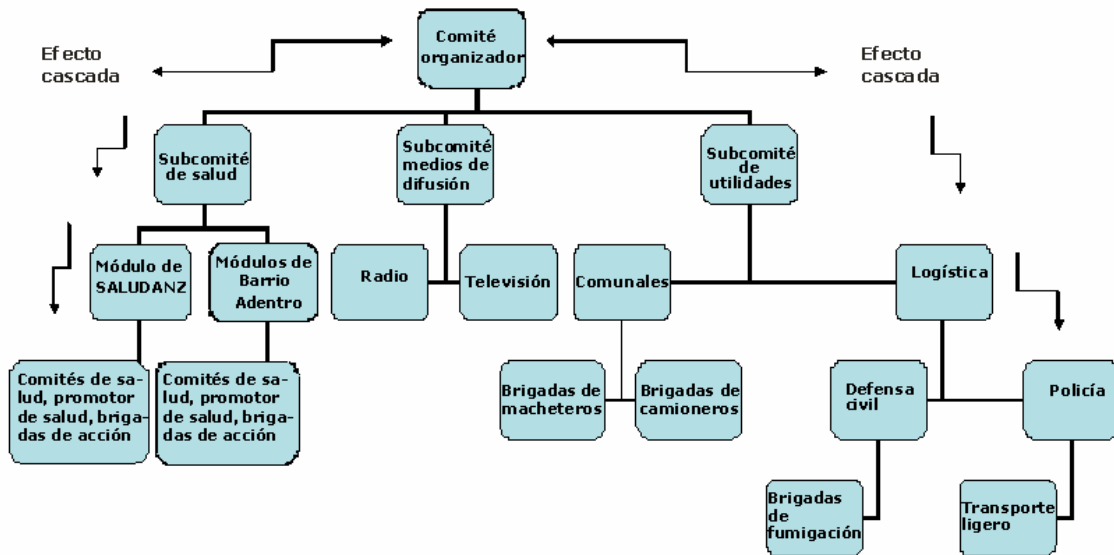 Comité
organizador
Efecto
cascada
Efecto
cascada
Subcomité
de salud
Subcomité
medios de
difusión
Subcomité
de
utilidades
Módulo de
SALUDANZ
Módulos de
Barrio
Adentro
Radio
Televisión
Comunales
Logística
Comités de sa-
lud, promotor
de salud, briga-
das de acción
Comités de sa-
lud, promotor
de salud, briga-
das de acción
Brigadas de
macheteros
Brigadas de
camioneros
Defensa
civil
Policía
Brigadas
de
fumigación
Transporte
ligero